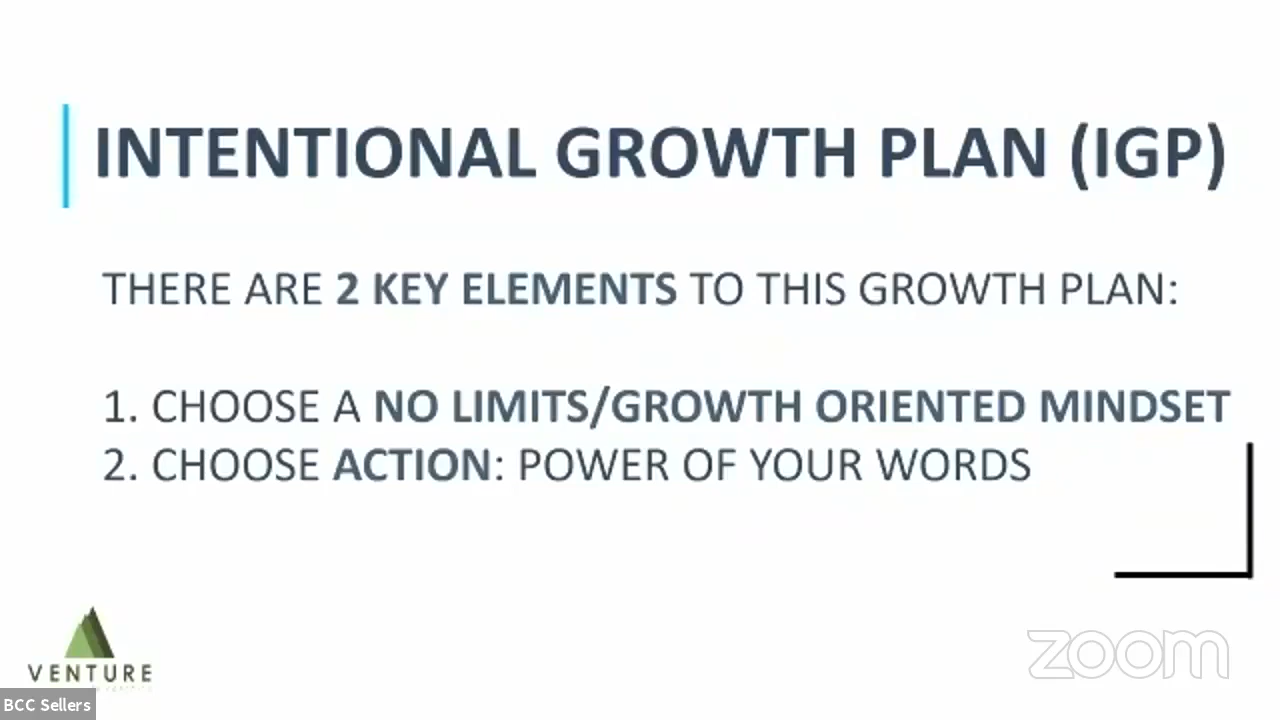 INTENTIONAL GROWTH PLAN (IGP)
THERE ARE 2 KEY ELEMENTS TO THIS GROWTH PLAN:
1. CHOOSE A NO LIMITS/GROWTH ORIENTED MINDSET
2. CHOOSE ACTION: POWER OF YOUR WORDS
VENTURE
zoom
BCC Sellers